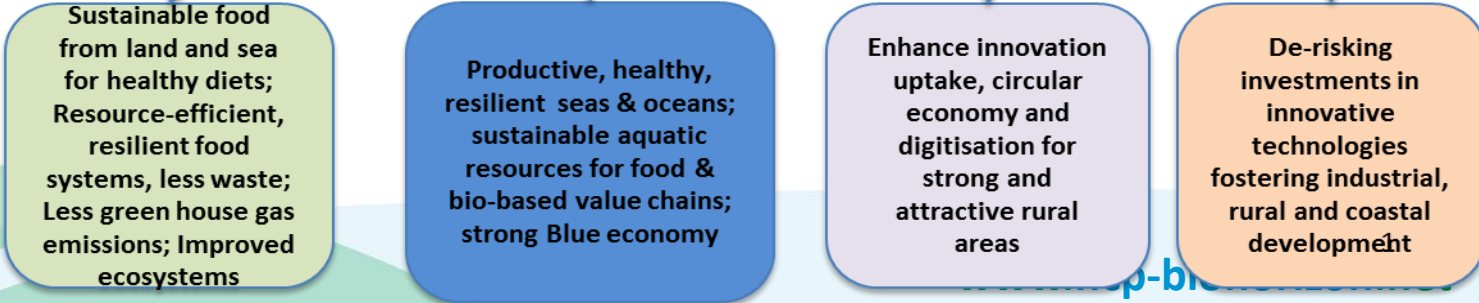 Sustainable food
from land and sea
for healthy diets;
Resource-efficient,
resilient food
systems, less waste;
Less green house gas
emissions; Improved
ecosystems
Productive, healthy,
resilient seas & oceans;
sustainable aquatic
resources for food &
bio-based value chains;
strong Blue economy
Enhance innovation
uptake, circular
economy and
digitisation for
strong and
attractive rural
areas
De-risking
investments in
innovative
technologies
fostering industrial,
rural and coastal
development
1